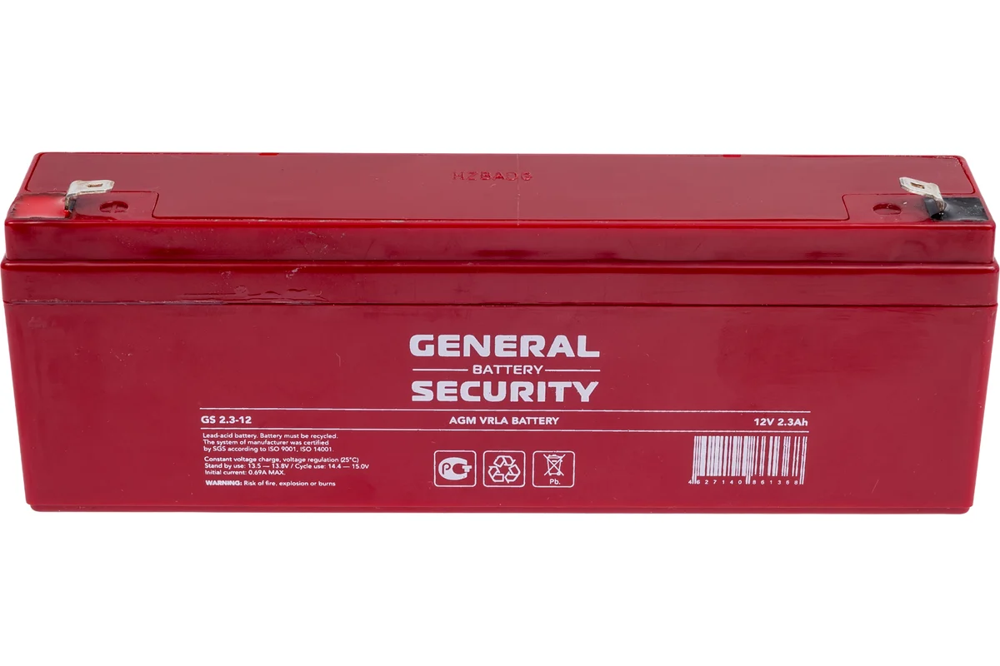 HZBADG
GENERAL
BATTERY
SECURITY
GS 2.3-12
AGM VRLA BATTERY
12V 2.3Ah
Lead-acid battery. Battery must be recycled.
The system of manufacturer was certified
by SGS according to ISO 9001, ISO 14001.
Constant voltage charge, voltage regulation (25°C)
Stand by use: 13.5 — 13.8V / Cycle use: 14.4 — 15.0V
Initial current: 0.69A MAX.
WARNING: Risk of fire, explosion or burns
РСТ
Pb.
4627140861358